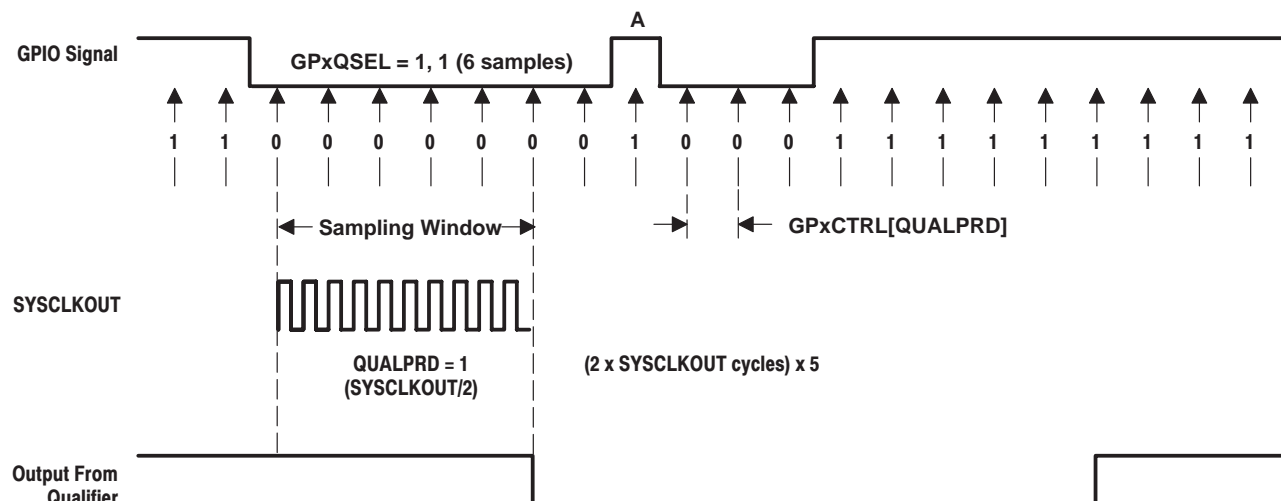 A
GPIO Signal
GPxQSEL = 1, 1 (6 samples)
1 1 0 0 0 0 0 0 0 1 0 0 0 1 1 1 1 1 1 1 1 1
Sampling Window
GPxCTRL[QUALPRD]
SYSCLKOUT
QUALPRD = 1
(SYSCLKOUT/2)
(2 x SYSCLKOUT cycles) x 5
Output From
Qualifier